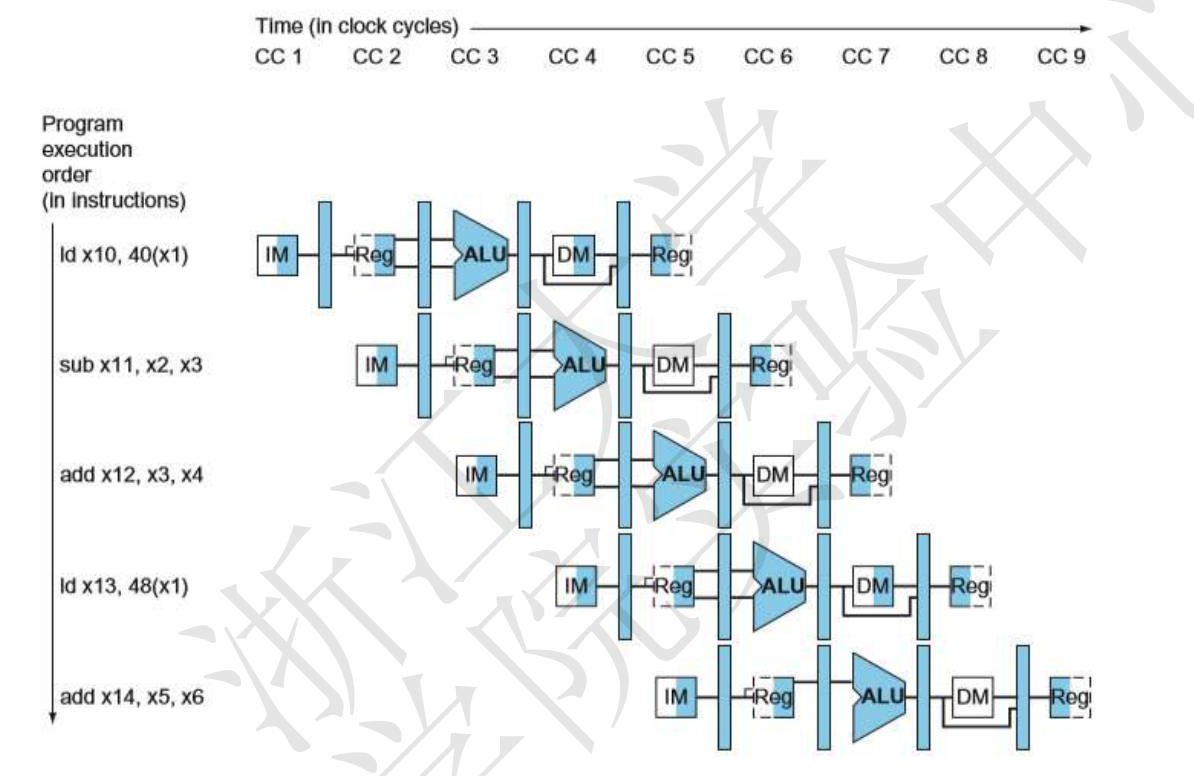 Time (in clock cycles)
CC 1 CC 2 CC 3 CC 4 CC 5 CC 6 CC 7 CC 8 CC 9
Program
execution
order
(in instructions)
ld x10, 40(x1)
IM Reg ALU DM Reg
sub x11, x2, x3
IM Reg ALU DM Reg
add x12, x3, x4
IM Reg ALU DM Reg
ld x13, 48(x1)
IM Reg ALU DM Reg
add x14, x5, x6
IM Reg ALU DM Reg
浙江大学
学院实验中心